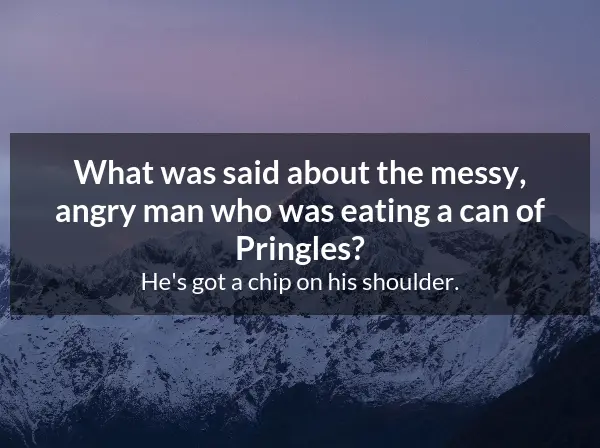 What was said about the messy,
angry man who was eating a can of
Pringles?
He's got a chip on his shoulder.